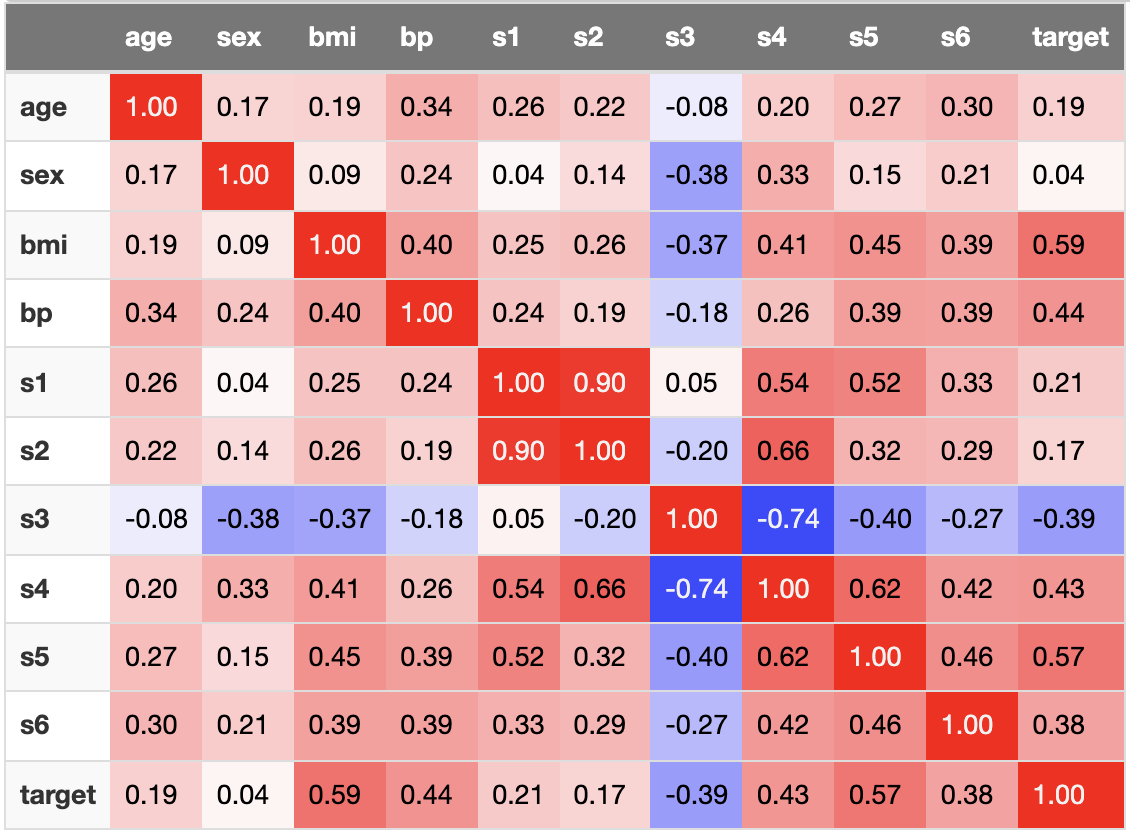 age sex bmi bp s1 s2 s3 s4 s5 s6 target
age 1.00 0.17 0.19 0.34 0.26 0.22 -0.08 0.20 0.27 0.30 0.19
sex 0.17 1.00 0.09 0.24 0.04 0.14 -0.38 0.33 0.15 0.21 0.04
bmi 0.19 0.09 1.00 0.40 0.25 0.26 -0.37 0.41 0.45 0.39 0.59
bp 0.34 0.24 0.40 1.00 0.24 0.19 -0.18 0.26 0.39 0.39 0.44
s1 0.26 0.04 0.25 0.24 1.00 0.90 0.05 0.54 0.52 0.33 0.21
s2 0.22 0.14 0.26 0.19 0.90 1.00 -0.20 0.66 0.32 0.29 0.17
s3 -0.08 -0.38 -0.37 -0.18 0.05 -0.20 1.00 -0.74 -0.40 -0.27 -0.39
s4 0.20 0.33 0.41 0.26 0.54 0.66 -0.74 1.00 0.62 0.42 0.43
s5 0.27 0.15 0.45 0.39 0.52 0.32 -0.40 0.62 1.00 0.46 0.57
s6 0.30 0.21 0.39 0.39 0.33 0.29 -0.27 0.42 0.46 1.00 0.38
target 0.19 0.04 0.59 0.44 0.21 0.17 -0.39 0.43 0.57 0.38 1.00